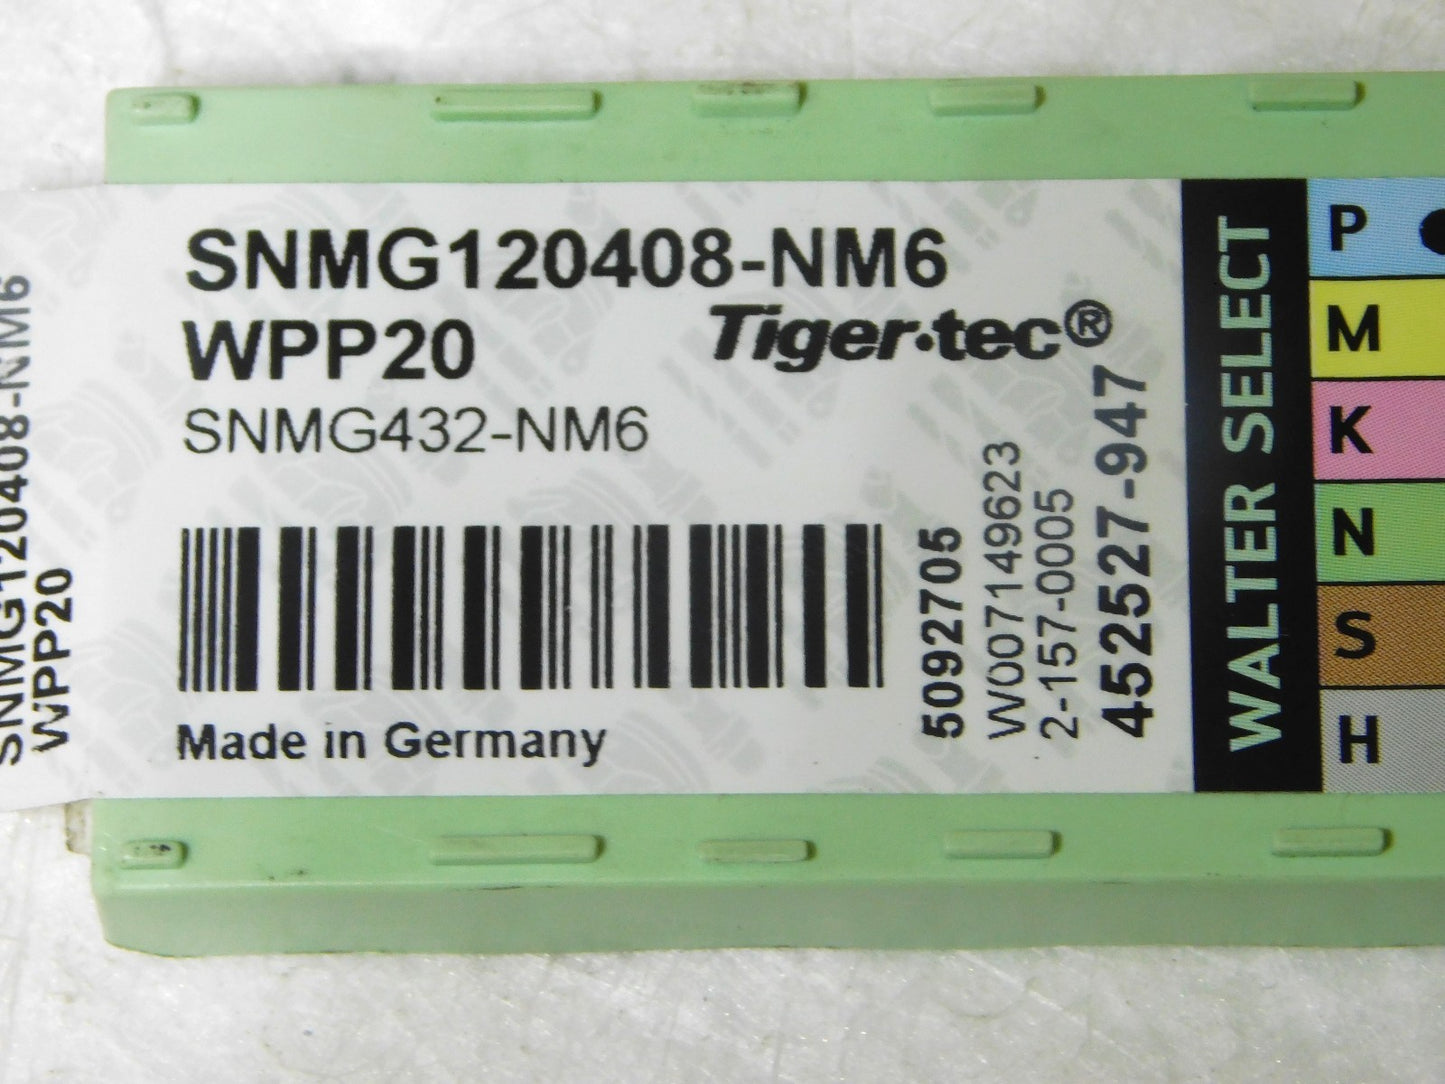 SNMG120408-NM6
WPP20
SNMG120408-NM6
WPP20
Tiger·tec®
SNMG432-NM6
Made in Germany
5092705
W007149623
2-157-0005
452527-947
WALTER SELECT
P
M
K
N
S
H